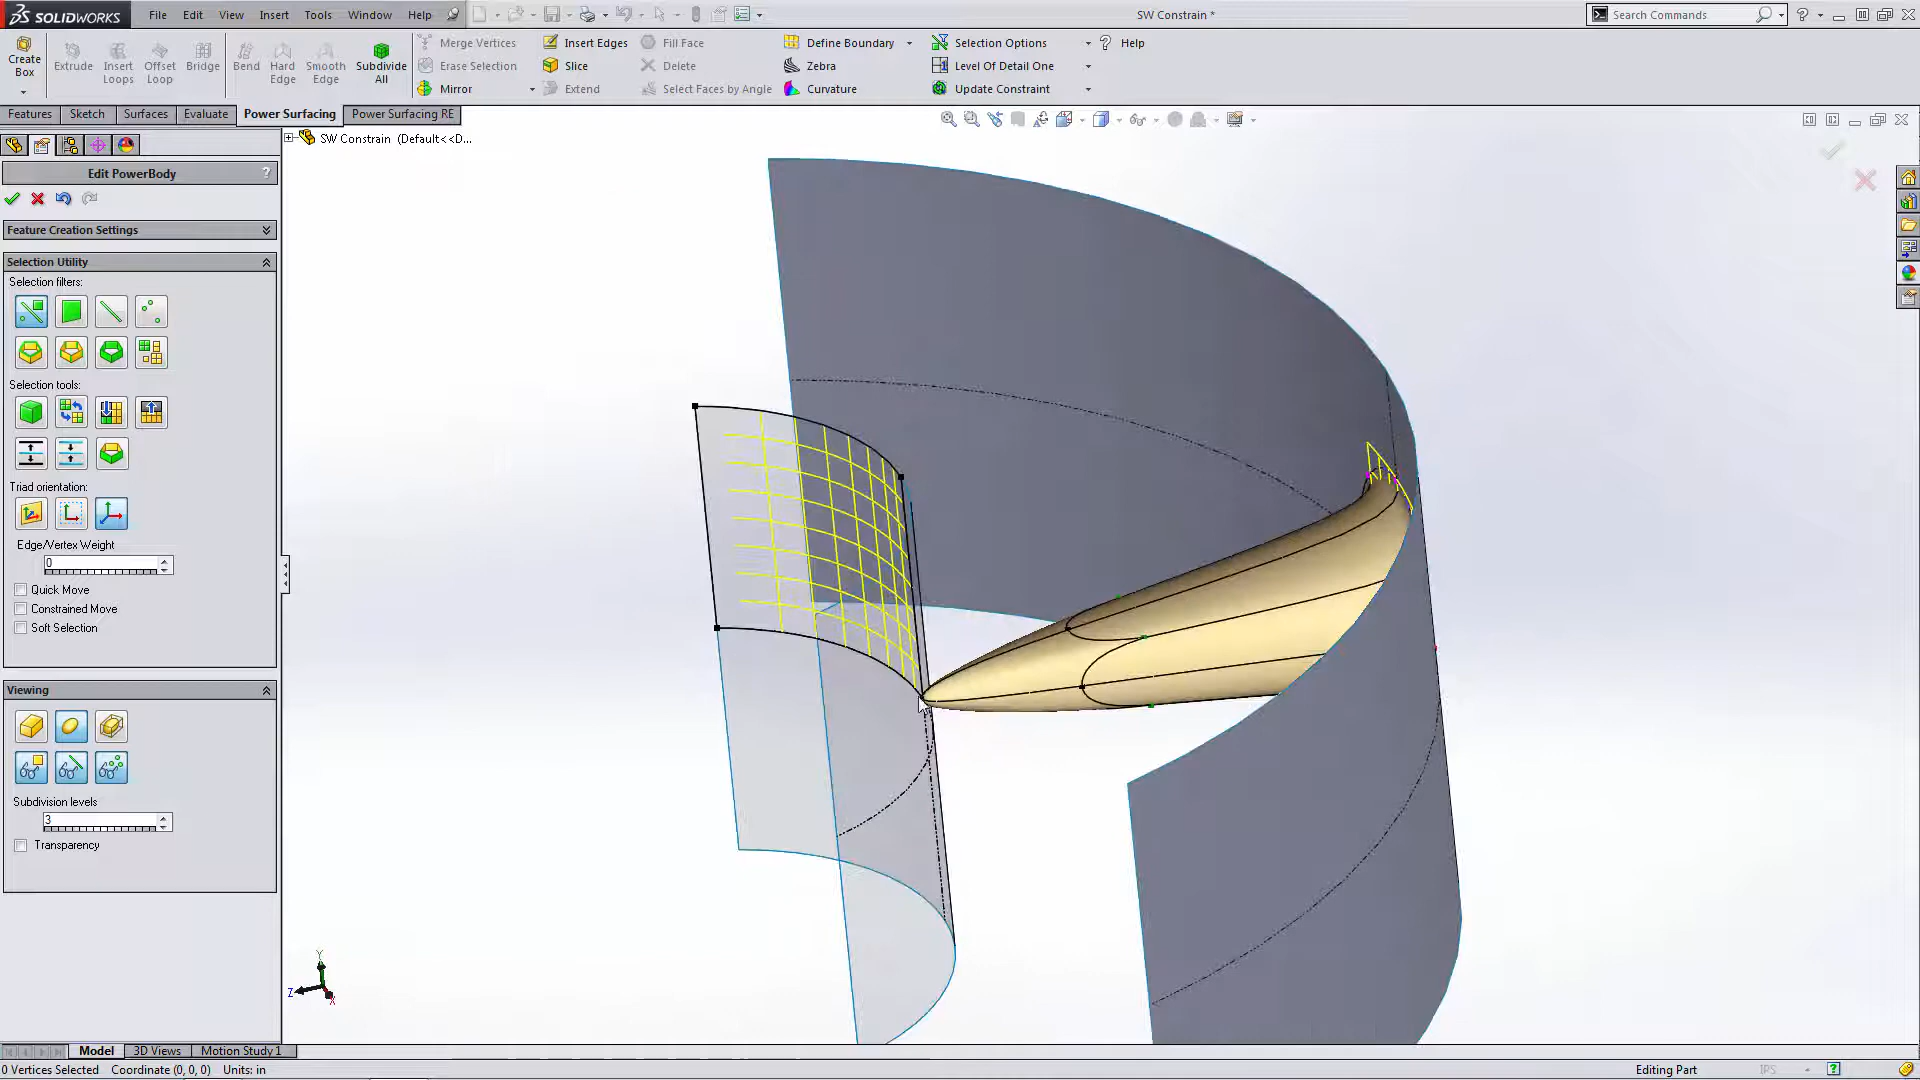 SOLIDWORKS File Edit View Insert Tools Window Help SW Constrain * Search Commands
Create Box Extrude Insert Loops Offset Loop Bridge Bend Hard Edge Smooth Edge Subdivide All
Merge Vertices Insert Edges Fill Face Define Boundary Selection Options Help
Erase Selection Slice Delete Zebra Level Of Detail One
Mirror Extend Select Faces by Angle Curvature Update Constraint
Features Sketch Surfaces Evaluate Power Surfacing Power Surfacing RE
SW Constrain (Default<<D...
Edit PowerBody ?
Feature Creation Settings
Selection Utility
Selection filters:
Selection tools:
Triad orientation:
Edge/Vertex Weight
0
Quick Move
Constrained Move
Soft Selection
Viewing
Subdivision levels
3
Transparency
Y
Z
X
Model 3D Views Motion Study 1
0 Vertices Selected Coordinate (0, 0, 0) Units: in Editing Part IPS